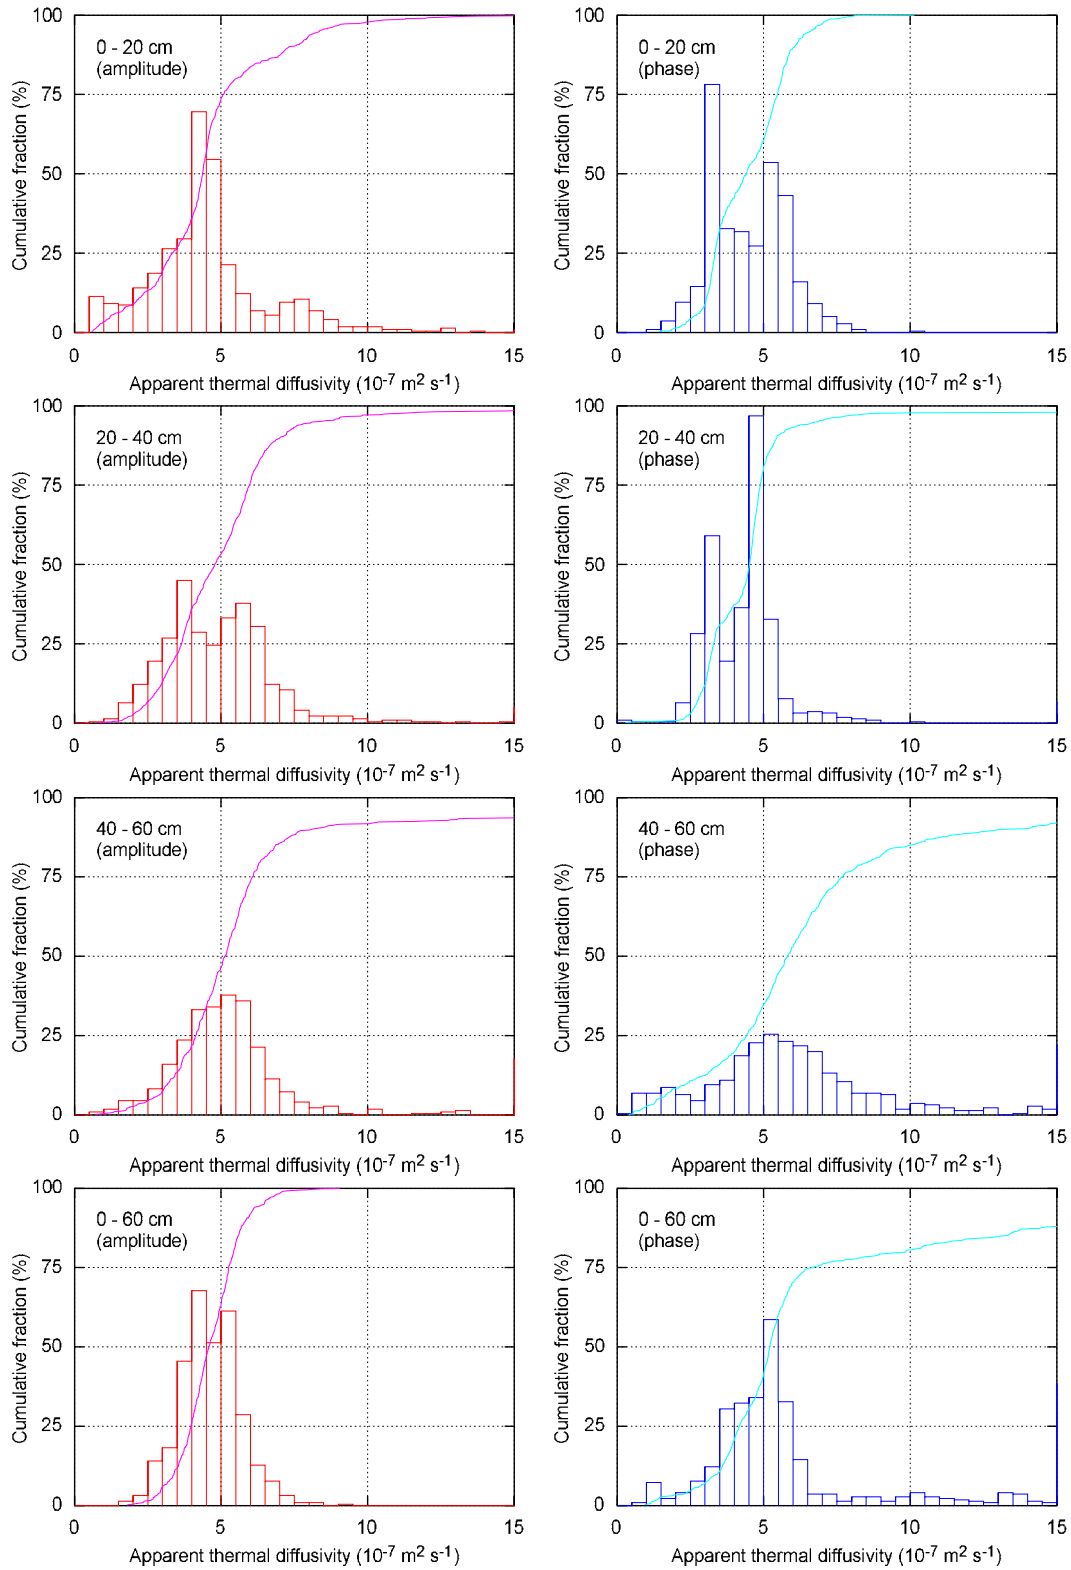 100
75
50
25
0
Cumulative fraction (%)
0 - 20 cm
(amplitude)
0 5 10 15
Apparent thermal diffusivity (10-7 m2 s-1)
100
75
50
25
0
Cumulative fraction (%)
0 - 20 cm
(phase)
0 5 10 15
Apparent thermal diffusivity (10-7 m2 s-1)
100
75
50
25
0
Cumulative fraction (%)
20 - 40 cm
(amplitude)
0 5 10 15
Apparent thermal diffusivity (10-7 m2 s-1)
100
75
50
25
0
Cumulative fraction (%)
20 - 40 cm
(phase)
0 5 10 15
Apparent thermal diffusivity (10-7 m2 s-1)
100
75
50
25
0
Cumulative fraction (%)
40 - 60 cm
(amplitude)
0 5 10 15
Apparent thermal diffusivity (10-7 m2 s-1)
100
75
50
25
0
Cumulative fraction (%)
40 - 60 cm
(phase)
0 5 10 15
Apparent thermal diffusivity (10-7 m2 s-1)
100
75
50
25
0
Cumulative fraction (%)
0 - 60 cm
(amplitude)
0 5 10 15
Apparent thermal diffusivity (10-7 m2 s-1)
100
75
50
25
0
Cumulative fraction (%)
0 - 60 cm
(phase)
0 5 10 15
Apparent thermal diffusivity (10-7 m2 s-1)